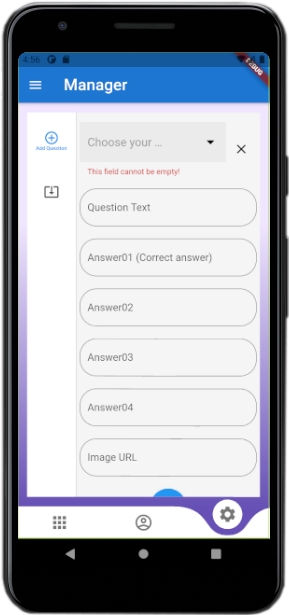 4:56
DEBUG
Manager
Add Question
Choose your ...
This field cannot be empty!
Question Text
Answer01 (Correct answer)
Answer02
Answer03
Answer04
Image URL